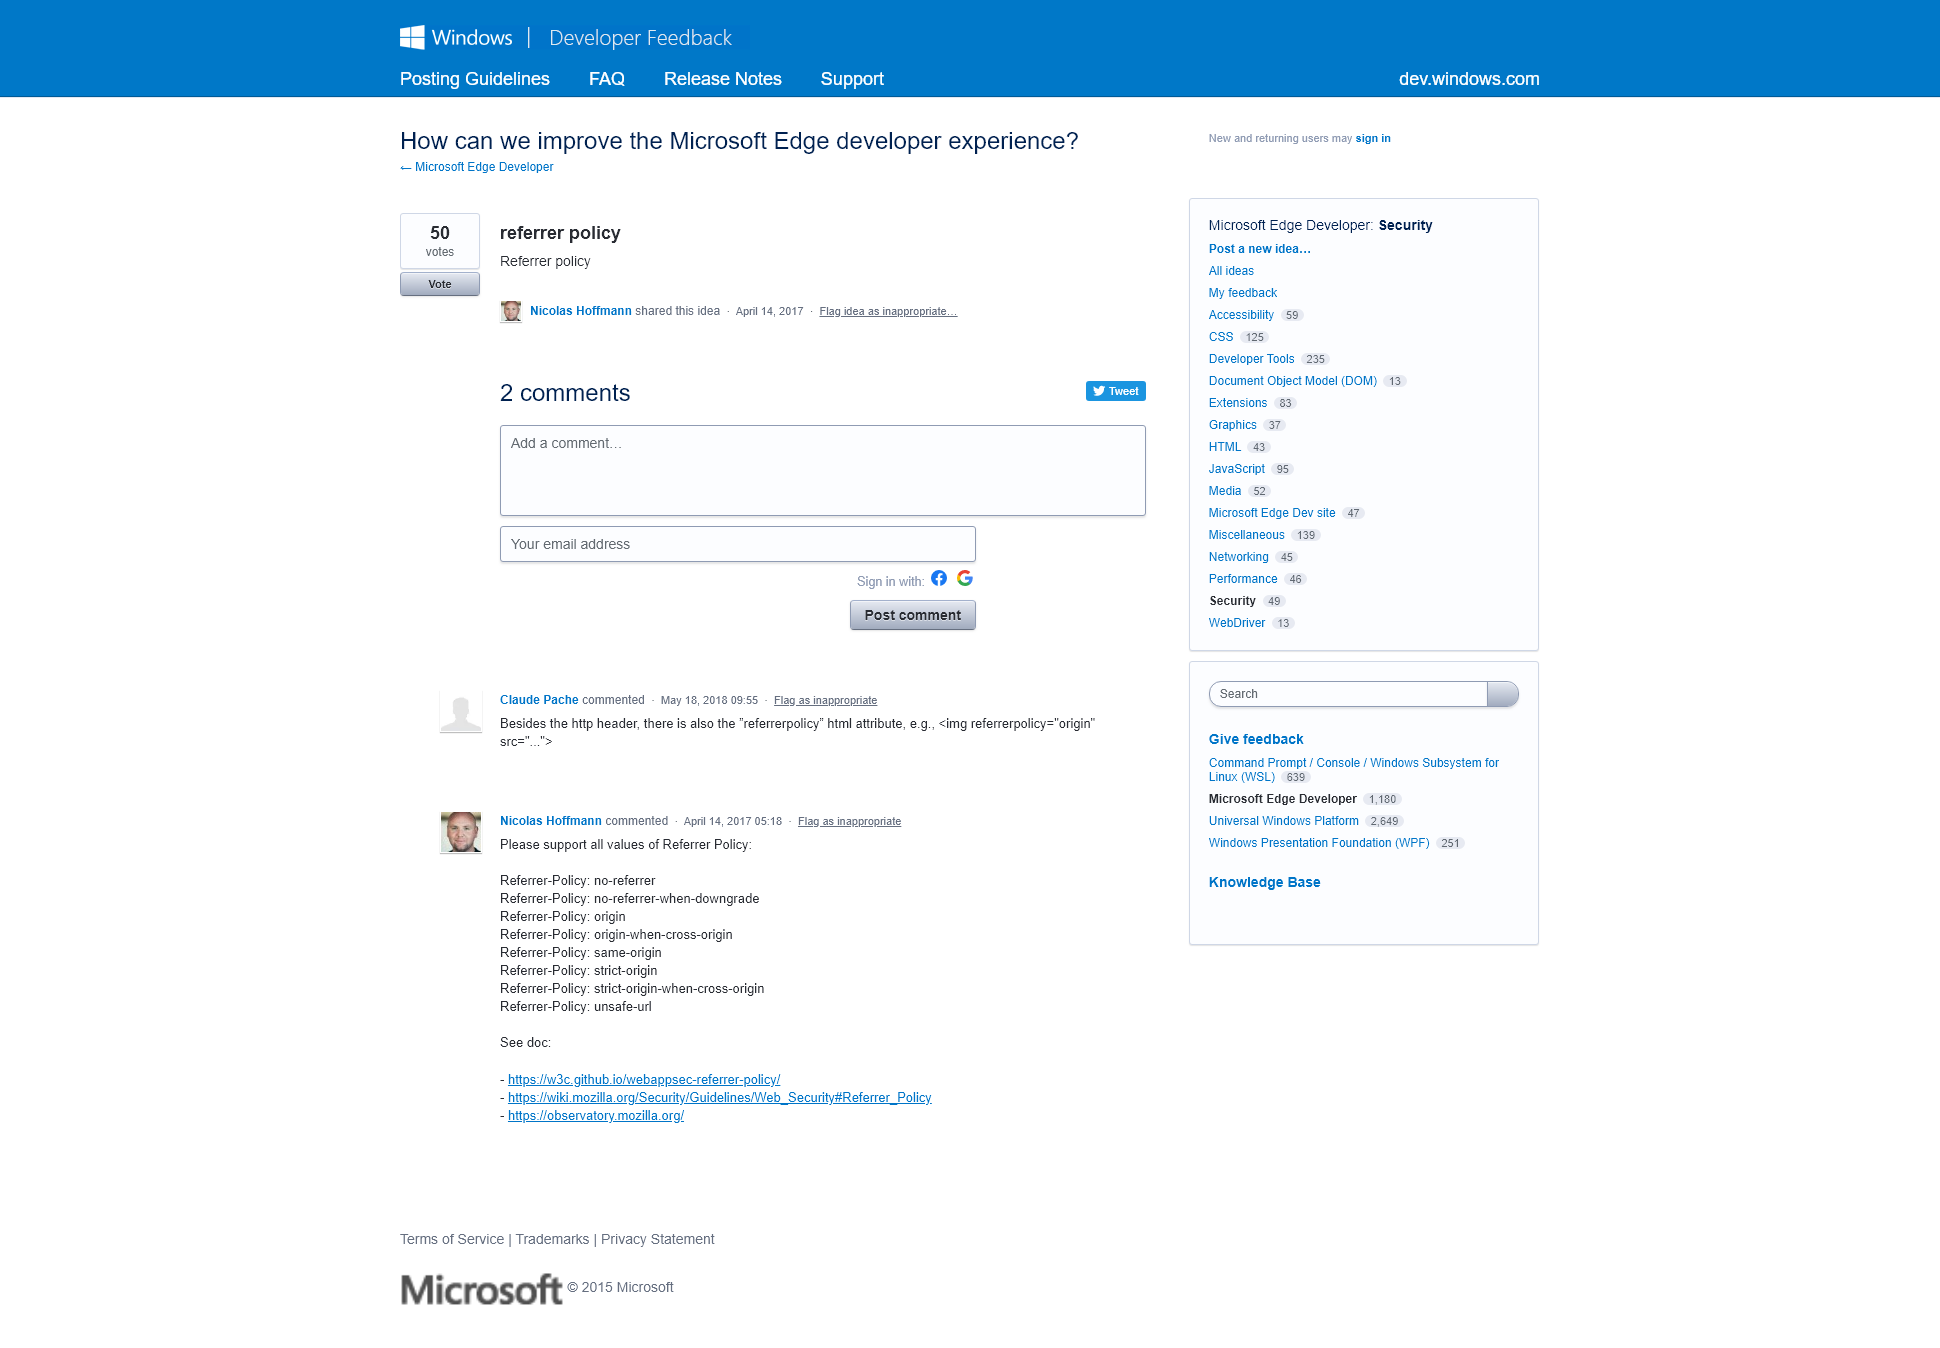 Windows | Developer Feedback
Posting Guidelines FAQ Release Notes Support dev.windows.com
How can we improve the Microsoft Edge developer experience?
← Microsoft Edge Developer
New and returning users may sign in
50
votes
Vote
referrer policy
Referrer policy
Nicolas Hoffmann shared this idea · April 14, 2017 · Flag idea as inappropriate…
2 comments
Tweet
Add a comment…
Your email address
Sign in with:
Post comment
Claude Pache commented · May 18, 2018 09:55 · Flag as inappropriate
Besides the http header, there is also the "referrerpolicy" html attribute, e.g., <img referrerpolicy="origin"
src="...">
Nicolas Hoffmann commented · April 14, 2017 05:18 · Flag as inappropriate
Please support all values of Referrer Policy:
Referrer-Policy: no-referrer
Referrer-Policy: no-referrer-when-downgrade
Referrer-Policy: origin
Referrer-Policy: origin-when-cross-origin
Referrer-Policy: same-origin
Referrer-Policy: strict-origin
Referrer-Policy: strict-origin-when-cross-origin
Referrer-Policy: unsafe-url
See doc:
- https://w3c.github.io/webappsec-referrer-policy/
- https://wiki.mozilla.org/Security/Guidelines/Web_Security#Referrer_Policy
- https://observatory.mozilla.org/
Microsoft Edge Developer: Security
Post a new idea…
All ideas
My feedback
Accessibility 59
CSS 125
Developer Tools 235
Document Object Model (DOM) 13
Extensions 83
Graphics 37
HTML 43
JavaScript 95
Media 52
Microsoft Edge Dev site 47
Miscellaneous 139
Networking 45
Performance 46
Security 49
WebDriver 13
Search
Give feedback
Command Prompt / Console / Windows Subsystem for
Linux (WSL) 639
Microsoft Edge Developer 1,180
Universal Windows Platform 2,649
Windows Presentation Foundation (WPF) 251
Knowledge Base
Terms of Service | Trademarks | Privacy Statement
Microsoft © 2015 Microsoft